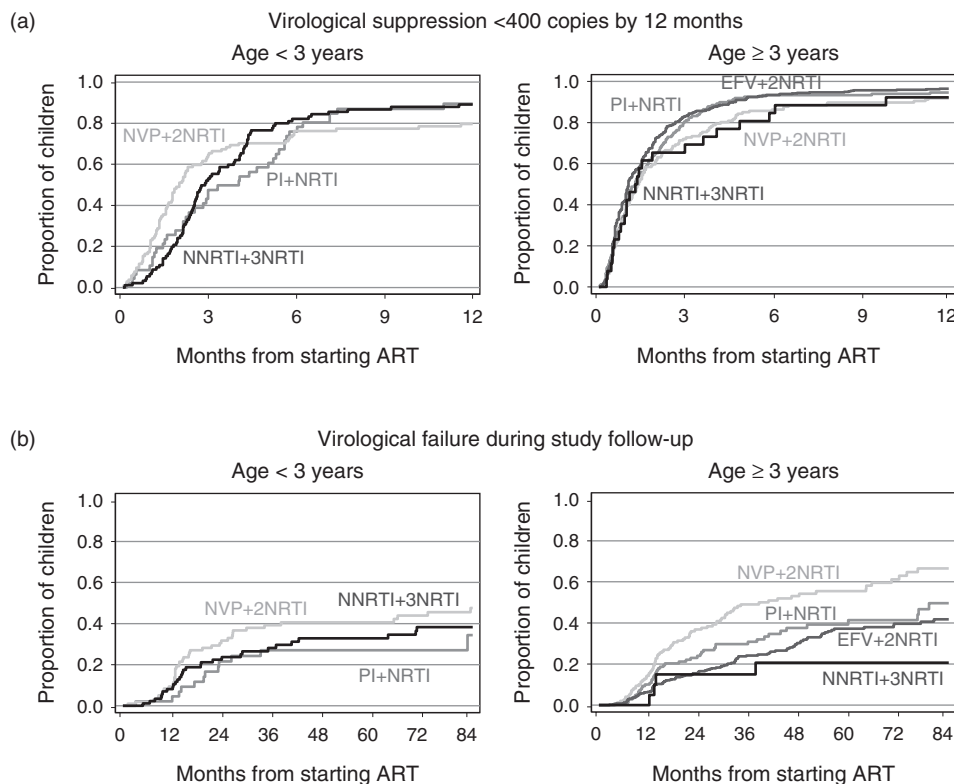 (a) Virological suppression <400 copies by 12 months
Age < 3 years
Proportion of children
1.0
0.8
0.6
0.4
0.2
0.0
NVP+2NRTI
PI+NRTI
NNRTI+3NRTI
0 3 6 9 12
Months from starting ART
Age ≥ 3 years
Proportion of children
1.0
0.8
0.6
0.4
0.2
0.0
EFV+2NRTI
PI+NRTI
NVP+2NRTI
NNRTI+3NRTI
0 3 6 9 12
Months from starting ART
(b) Virological failure during study follow-up
Age < 3 years
Proportion of children
1.0
0.8
0.6
0.4
0.2
0.0
NVP+2NRTI
NNRTI+3NRTI
PI+NRTI
0 12 24 36 48 60 72 84
Months from starting ART
Age ≥ 3 years
Proportion of children
1.0
0.8
0.6
0.4
0.2
0.0
NVP+2NRTI
PI+NRTI
EFV+2NRTI
NNRTI+3NRTI
0 12 24 36 48 60 72 84
Months from starting ART